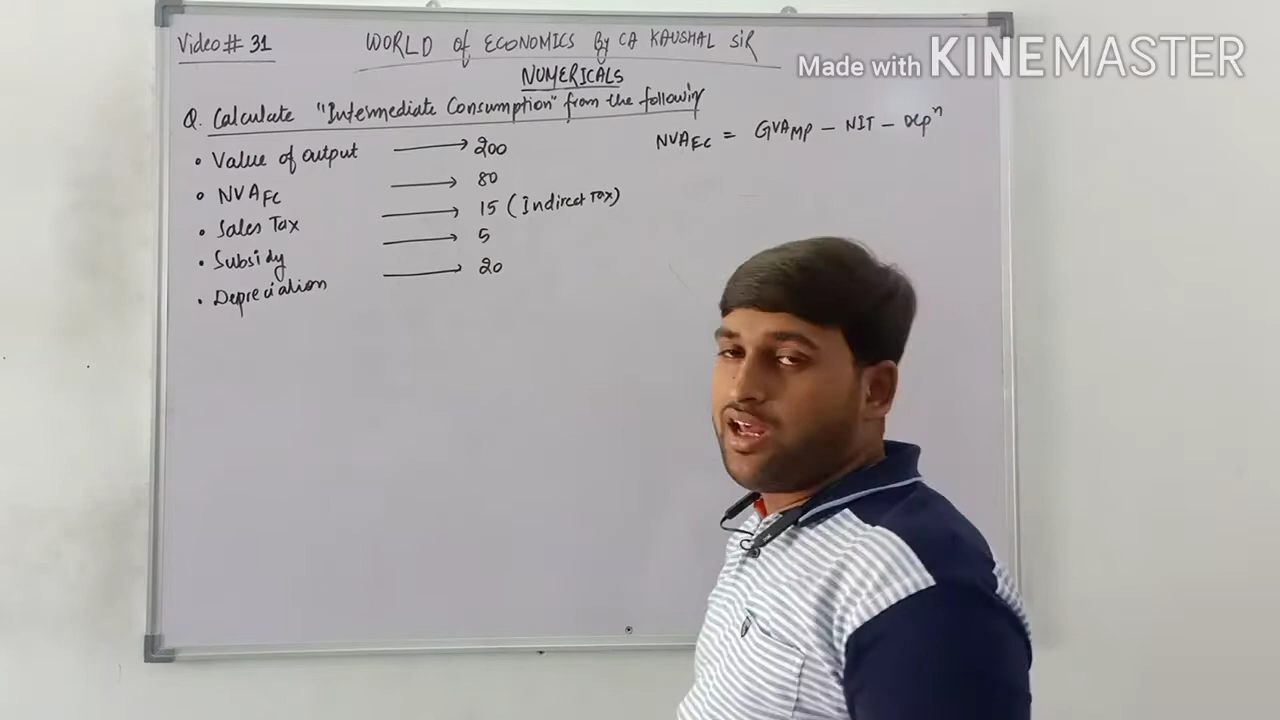 Video# 31 WORLD of ECONOMICS By CA KAUSHAL SIR
Made with KINEMASTER
NUMERICALS
Q. Calculate "Intermediate Consumption" from the following
NVAFC = GVAMP - NIT - Depn
• Value of output → 200
• NVAFC → 80
• Sales Tax → 15 (Indirect Tax)
• Subsidy → 5
• Depreciation → 20